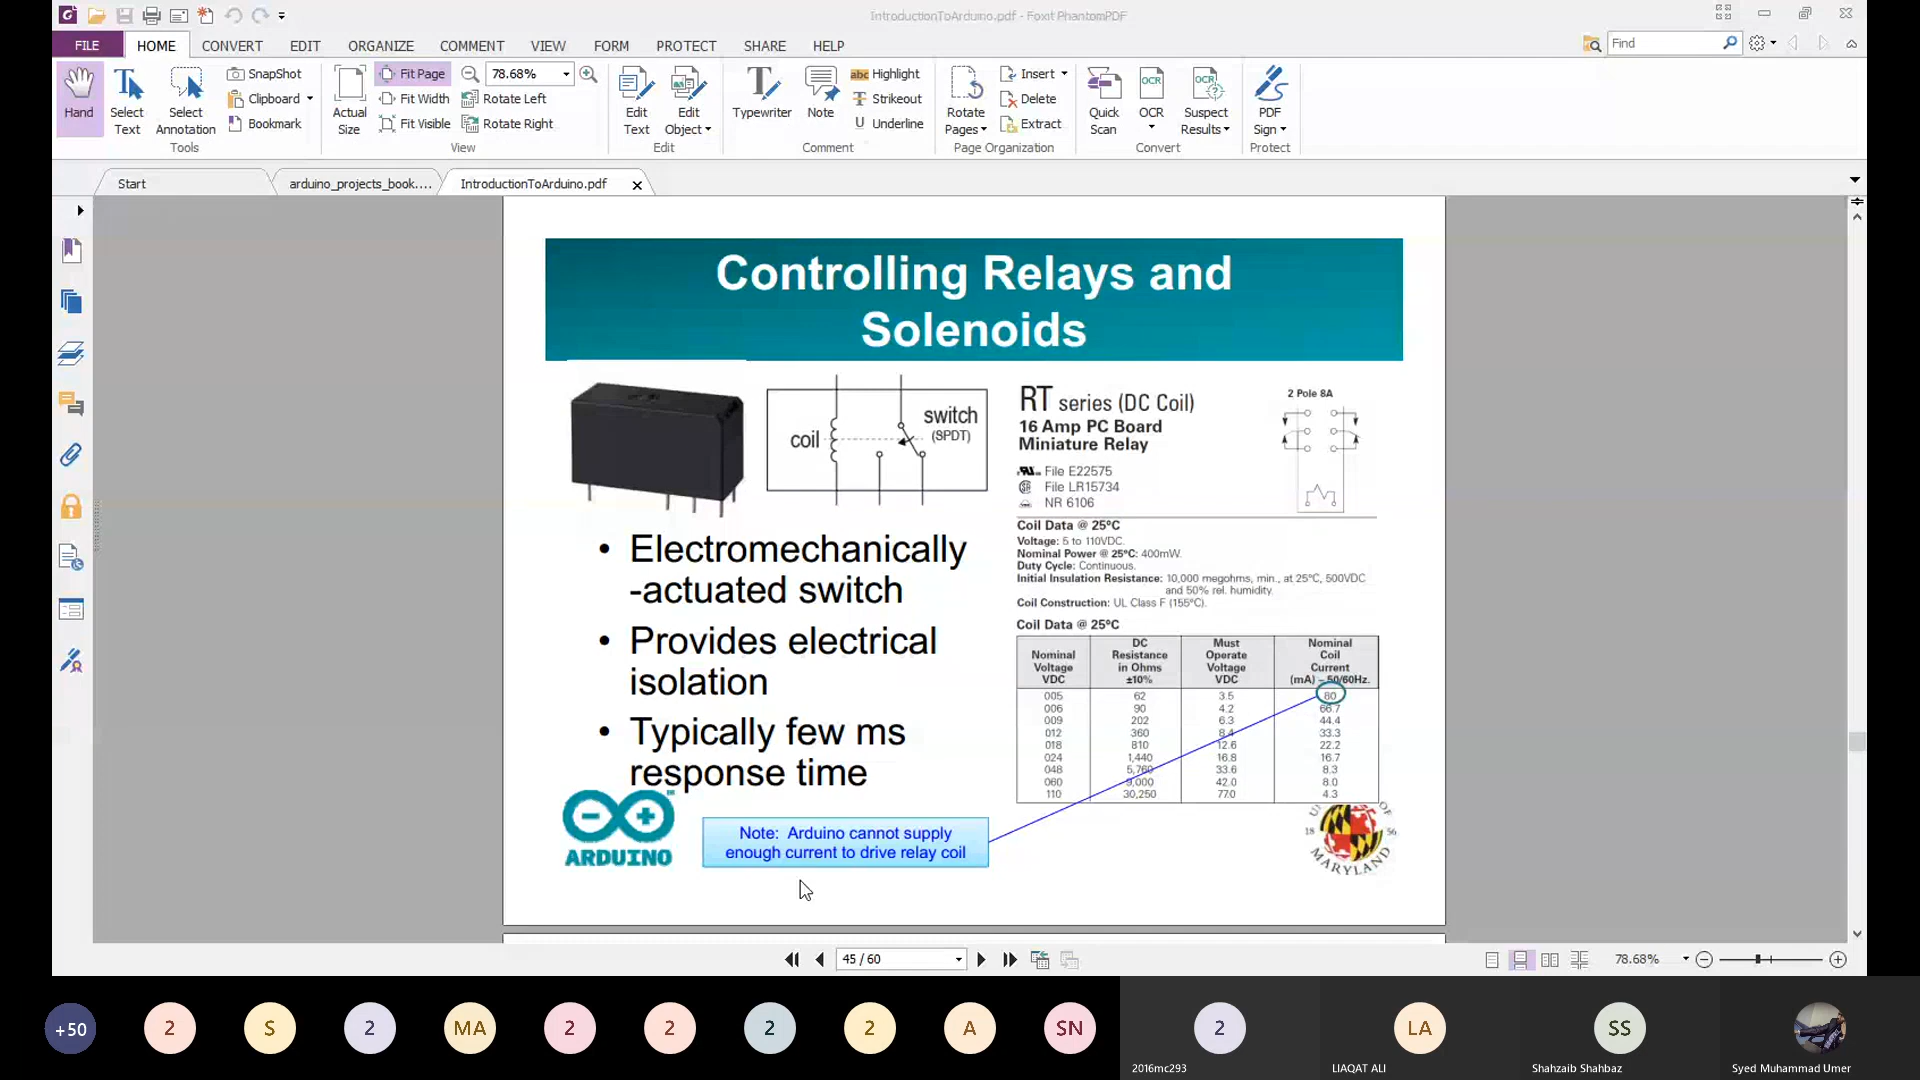 IntroductionToArduino.pdf - Foxit PhantomPDF
FILE
HOME
CONVERT
EDIT
ORGANIZE
COMMENT
VIEW
FORM
PROTECT
SHARE
HELP
Find
Hand
Select
Text
Select
Annotation
SnapShot
Clipboard
Bookmark
Tools
Actual
Size
Fit Page
Fit Width
Fit Visible
78.68%
Rotate Left
Rotate Right
View
Edit
Text
Edit
Object
Edit
Typewriter
Note
abc Highlight
Strikeout
Underline
Comment
Rotate
Pages
Insert
Delete
Extract
Page Organization
Quick
Scan
OCR
OCR
OCR
Suspect
Results
Convert
PDF
Sign
Protect
Start
arduino_projects_book....
IntroductionToArduino.pdf
Controlling Relays and
Solenoids
coil
switch
(SPDT)
RT series (DC Coil)
16 Amp PC Board
Miniature Relay
File E22575
File LR15734
NR 6106
2 Pole 8A
Coil Data @ 25°C
Voltage: 5 to 110VDC.
Nominal Power @ 25°C: 400mW.
Duty Cycle: Continuous.
Initial Insulation Resistance: 10,000 megohms, min., at 25°C, 500VDC
and 50% rel. humidity.
Coil Construction: UL Class F (155°C).
Coil Data @ 25°C
Nominal Voltage VDC | DC Resistance in Ohms ±10% | Must Operate Voltage VDC | Nominal Coil Current (mA) – 50/60Hz.
005 62 3.5 80
006 90 4.2 66.7
009 202 6.3 44.4
012 360 8.4 33.3
018 810 12.6 22.2
024 1,440 16.8 16.7
048 5,760 33.6 8.3
060 9,000 42.0 8.0
110 30,250 77.0 4.3
• Electromechanically
-actuated switch
• Provides electrical
isolation
• Typically few ms
response time
ARDUINO
TM
Note: Arduino cannot supply
enough current to drive relay coil
18 56
MARYLAND
45 / 60
78.68%
+50
2
S
2
MA
2
2
2
2
A
SN
2
LA
SS
2016mc293
LIAQAT ALI
Shahzaib Shahbaz
Syed Muhammad Umer